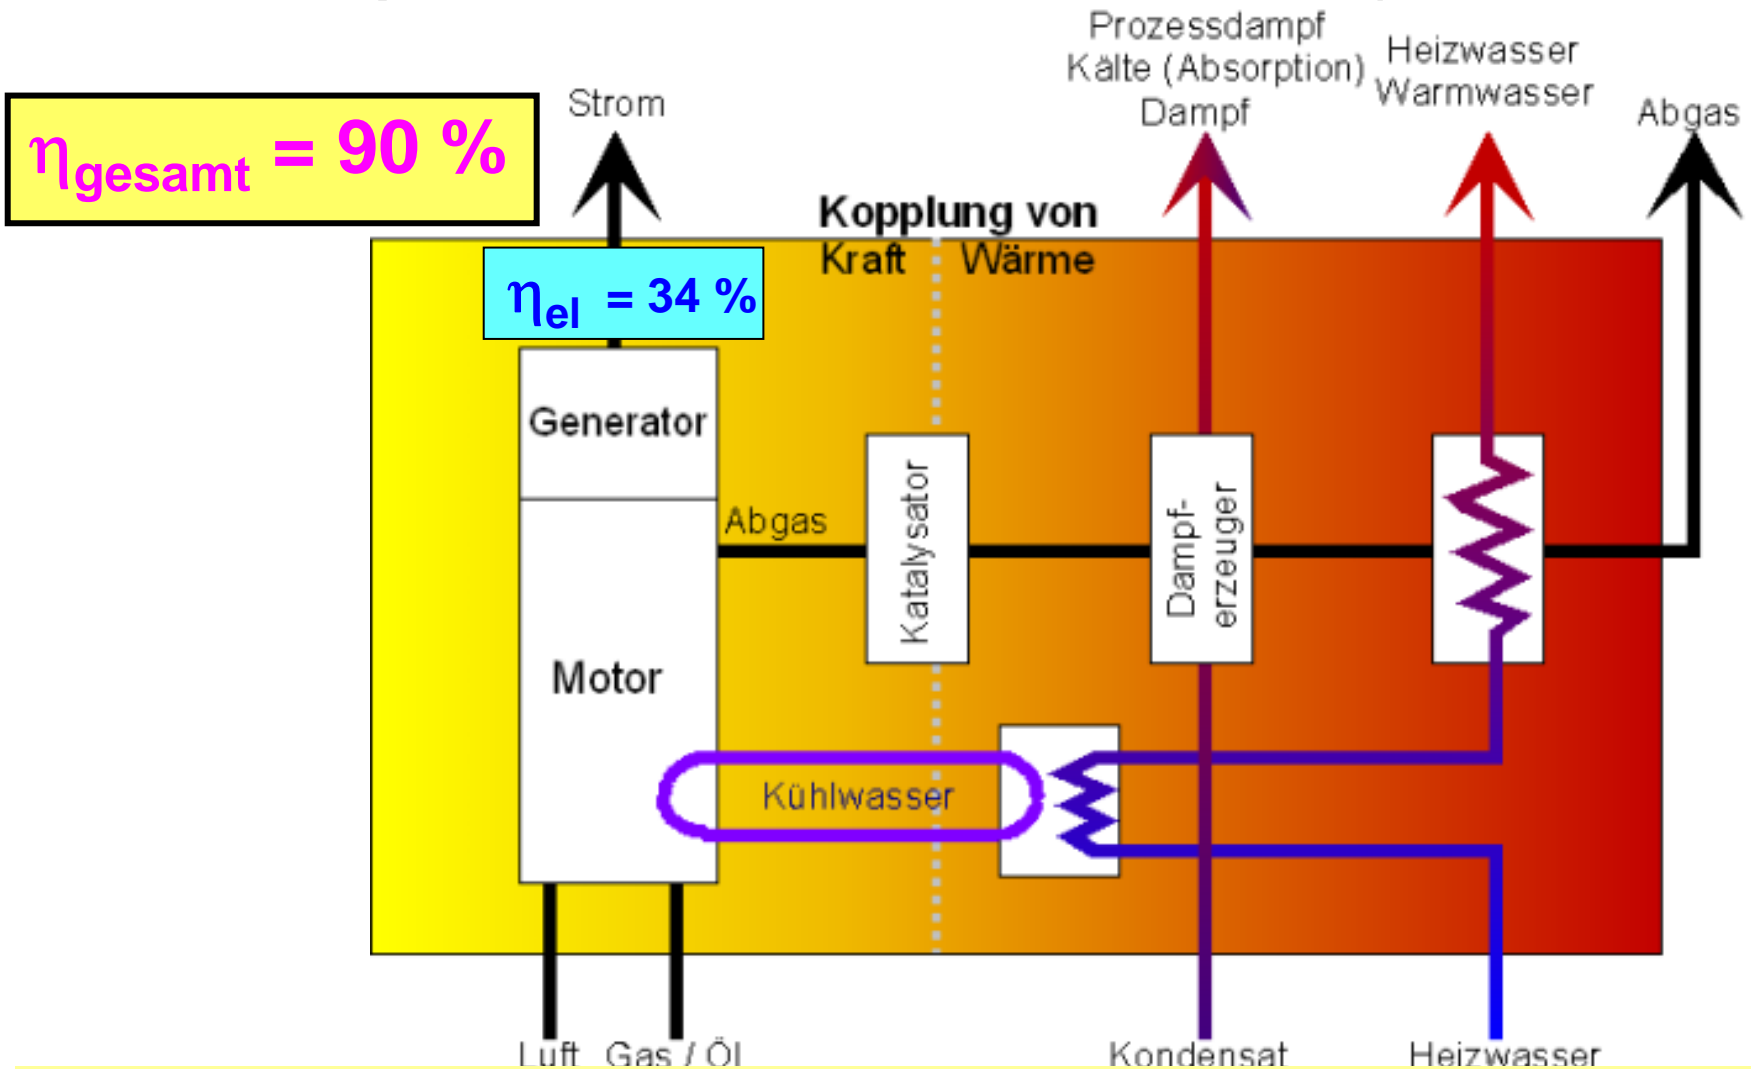 Prozessdampf
Kälte (Absorption)
Dampf
Heizwasser
Warmwasser
Strom
Abgas
ηgesamt = 90 %
Kopplung von
Kraft Wärme
ηel = 34 %
Generator
Abgas
Katalysator
Dampf-
erzeuger
Motor
Kühlwasser
Luft
Gas / Öl
Kondensat
Heizwasser